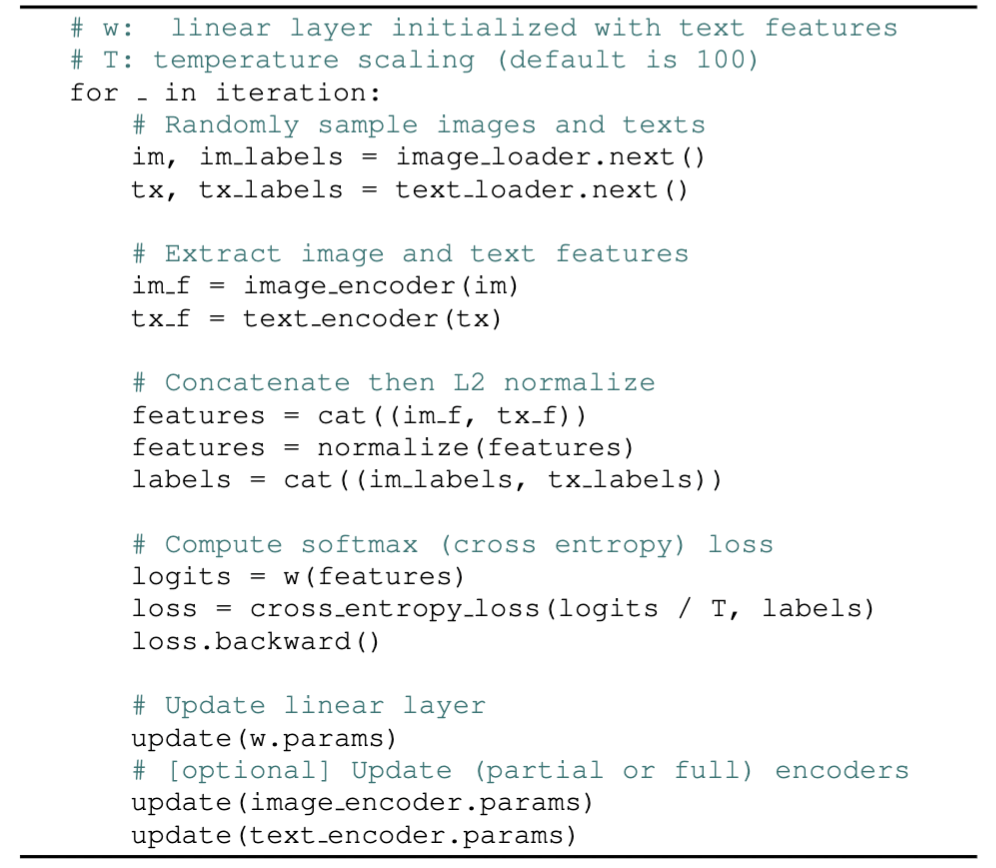 # w:  linear layer initialized with text features
# T: temperature scaling (default is 100)
for _ in iteration:
    # Randomly sample images and texts
    im, im_labels = image_loader.next()
    tx, tx_labels = text_loader.next()

    # Extract image and text features
    im_f = image_encoder(im)
    tx_f = text_encoder(tx)

    # Concatenate then L2 normalize
    features = cat((im_f, tx_f))
    features = normalize(features)
    labels = cat((im_labels, tx_labels))

    # Compute softmax (cross entropy) loss
    logits = w(features)
    loss = cross_entropy_loss(logits / T, labels)
    loss.backward()

    # Update linear layer
    update(w.params)
    # [optional] Update (partial or full) encoders
    update(image_encoder.params)
    update(text_encoder.params)